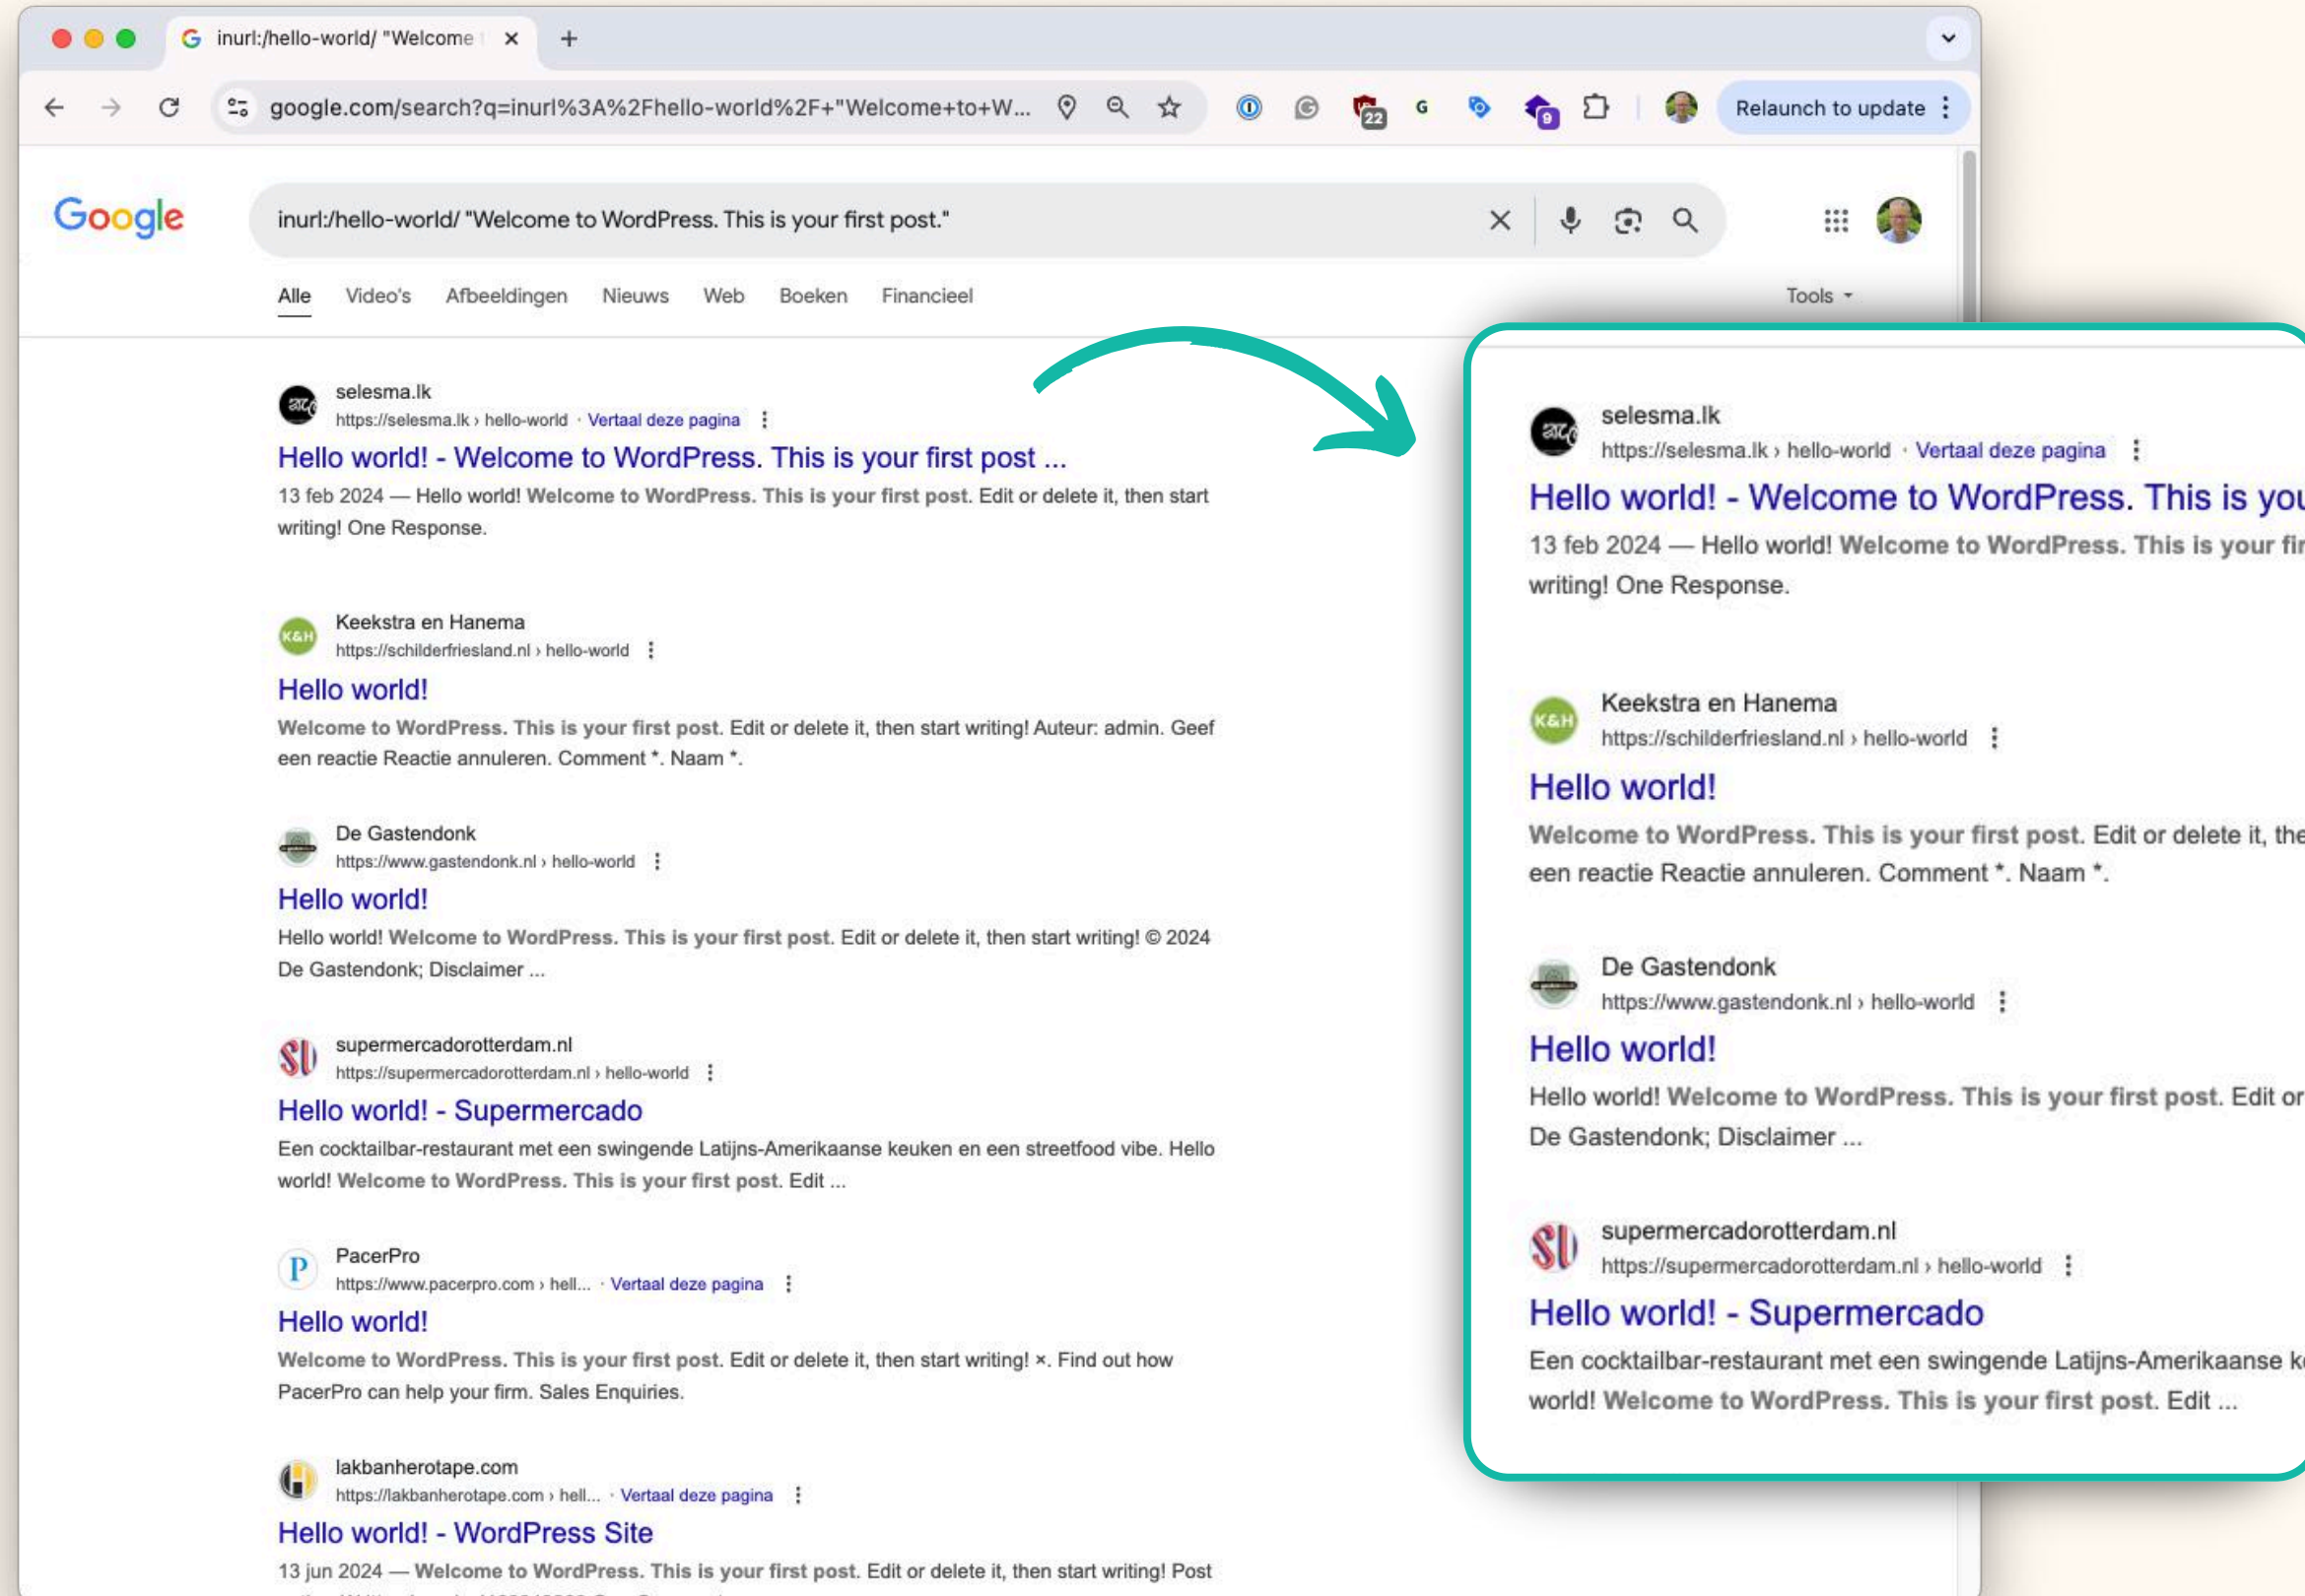 inurl:/hello-world/ "Welcome
google.com/search?q=inurl%3A%2Fhello-world%2F+"Welcome+to+W...
22
G
9
Relaunch to update
Google
inurl:/hello-world/ "Welcome to WordPress. This is your first post."
Alle Video's Afbeeldingen Nieuws Web Boeken Financieel
Tools
selesma.lk
https://selesma.lk › hello-world · Vertaal deze pagina
Hello world! - Welcome to WordPress. This is your first post ...
13 feb 2024 — Hello world! Welcome to WordPress. This is your first post. Edit or delete it, then start
writing! One Response.
K&H
Keekstra en Hanema
https://schilderfriesland.nl › hello-world
Hello world!
Welcome to WordPress. This is your first post. Edit or delete it, then start writing! Auteur: admin. Geef
een reactie Reactie annuleren. Comment *. Naam *.
De Gastendonk
https://www.gastendonk.nl › hello-world
Hello world!
Hello world! Welcome to WordPress. This is your first post. Edit or delete it, then start writing! © 2024
De Gastendonk; Disclaimer ...
supermercadorotterdam.nl
https://supermercadorotterdam.nl › hello-world
Hello world! - Supermercado
Een cocktailbar-restaurant met een swingende Latijns-Amerikaanse keuken en een streetfood vibe. Hello
world! Welcome to WordPress. This is your first post. Edit ...
P
PacerPro
https://www.pacerpro.com › hell... · Vertaal deze pagina
Hello world!
Welcome to WordPress. This is your first post. Edit or delete it, then start writing! ×. Find out how
PacerPro can help your firm. Sales Enquiries.
lakbanherotape.com
https://lakbanherotape.com › hell... · Vertaal deze pagina
Hello world! - WordPress Site
13 jun 2024 — Welcome to WordPress. This is your first post. Edit or delete it, then start writing! Post
selesma.lk
https://selesma.lk › hello-world · Vertaal deze pagina
Hello world! - Welcome to WordPress. This is you
13 feb 2024 — Hello world! Welcome to WordPress. This is your fir
writing! One Response.
K&H
Keekstra en Hanema
https://schilderfriesland.nl › hello-world
Hello world!
Welcome to WordPress. This is your first post. Edit or delete it, the
een reactie Reactie annuleren. Comment *. Naam *.
De Gastendonk
https://www.gastendonk.nl › hello-world
Hello world!
Hello world! Welcome to WordPress. This is your first post. Edit or
De Gastendonk; Disclaimer ...
supermercadorotterdam.nl
https://supermercadorotterdam.nl › hello-world
Hello world! - Supermercado
Een cocktailbar-restaurant met een swingende Latijns-Amerikaanse k
world! Welcome to WordPress. This is your first post. Edit ...